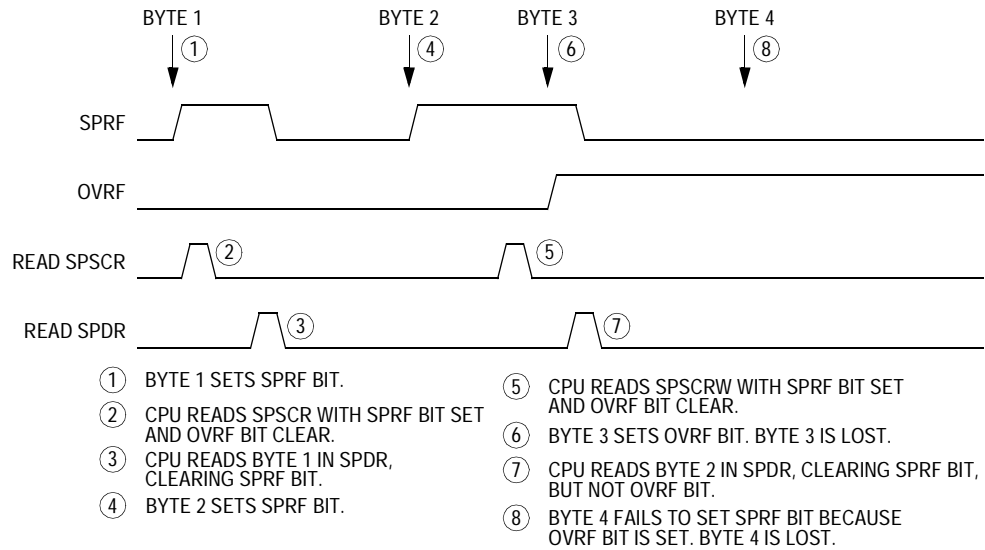 BYTE 1 BYTE 2 BYTE 3 BYTE 4
1 4 6 8
SPRF
OVRF
READ SPSCR 2 5
READ SPDR 3 7
1 BYTE 1 SETS SPRF BIT.
2 CPU READS SPSCR WITH SPRF BIT SET
AND OVRF BIT CLEAR.
3 CPU READS BYTE 1 IN SPDR,
CLEARING SPRF BIT.
4 BYTE 2 SETS SPRF BIT.
5 CPU READS SPSCRW WITH SPRF BIT SET
AND OVRF BIT CLEAR.
6 BYTE 3 SETS OVRF BIT. BYTE 3 IS LOST.
7 CPU READS BYTE 2 IN SPDR, CLEARING SPRF BIT,
BUT NOT OVRF BIT.
8 BYTE 4 FAILS TO SET SPRF BIT BECAUSE
OVRF BIT IS SET. BYTE 4 IS LOST.